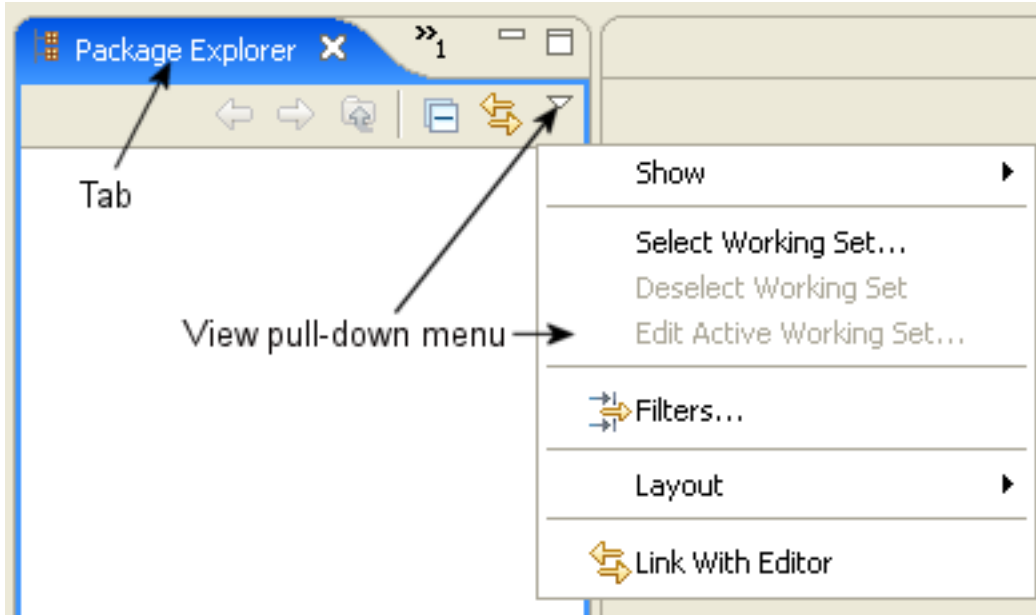 Package Explorer
»1
Tab
Show
Select Working Set...
Deselect Working Set
View pull-down menu
Edit Active Working Set...
Filters...
Layout
Link With Editor